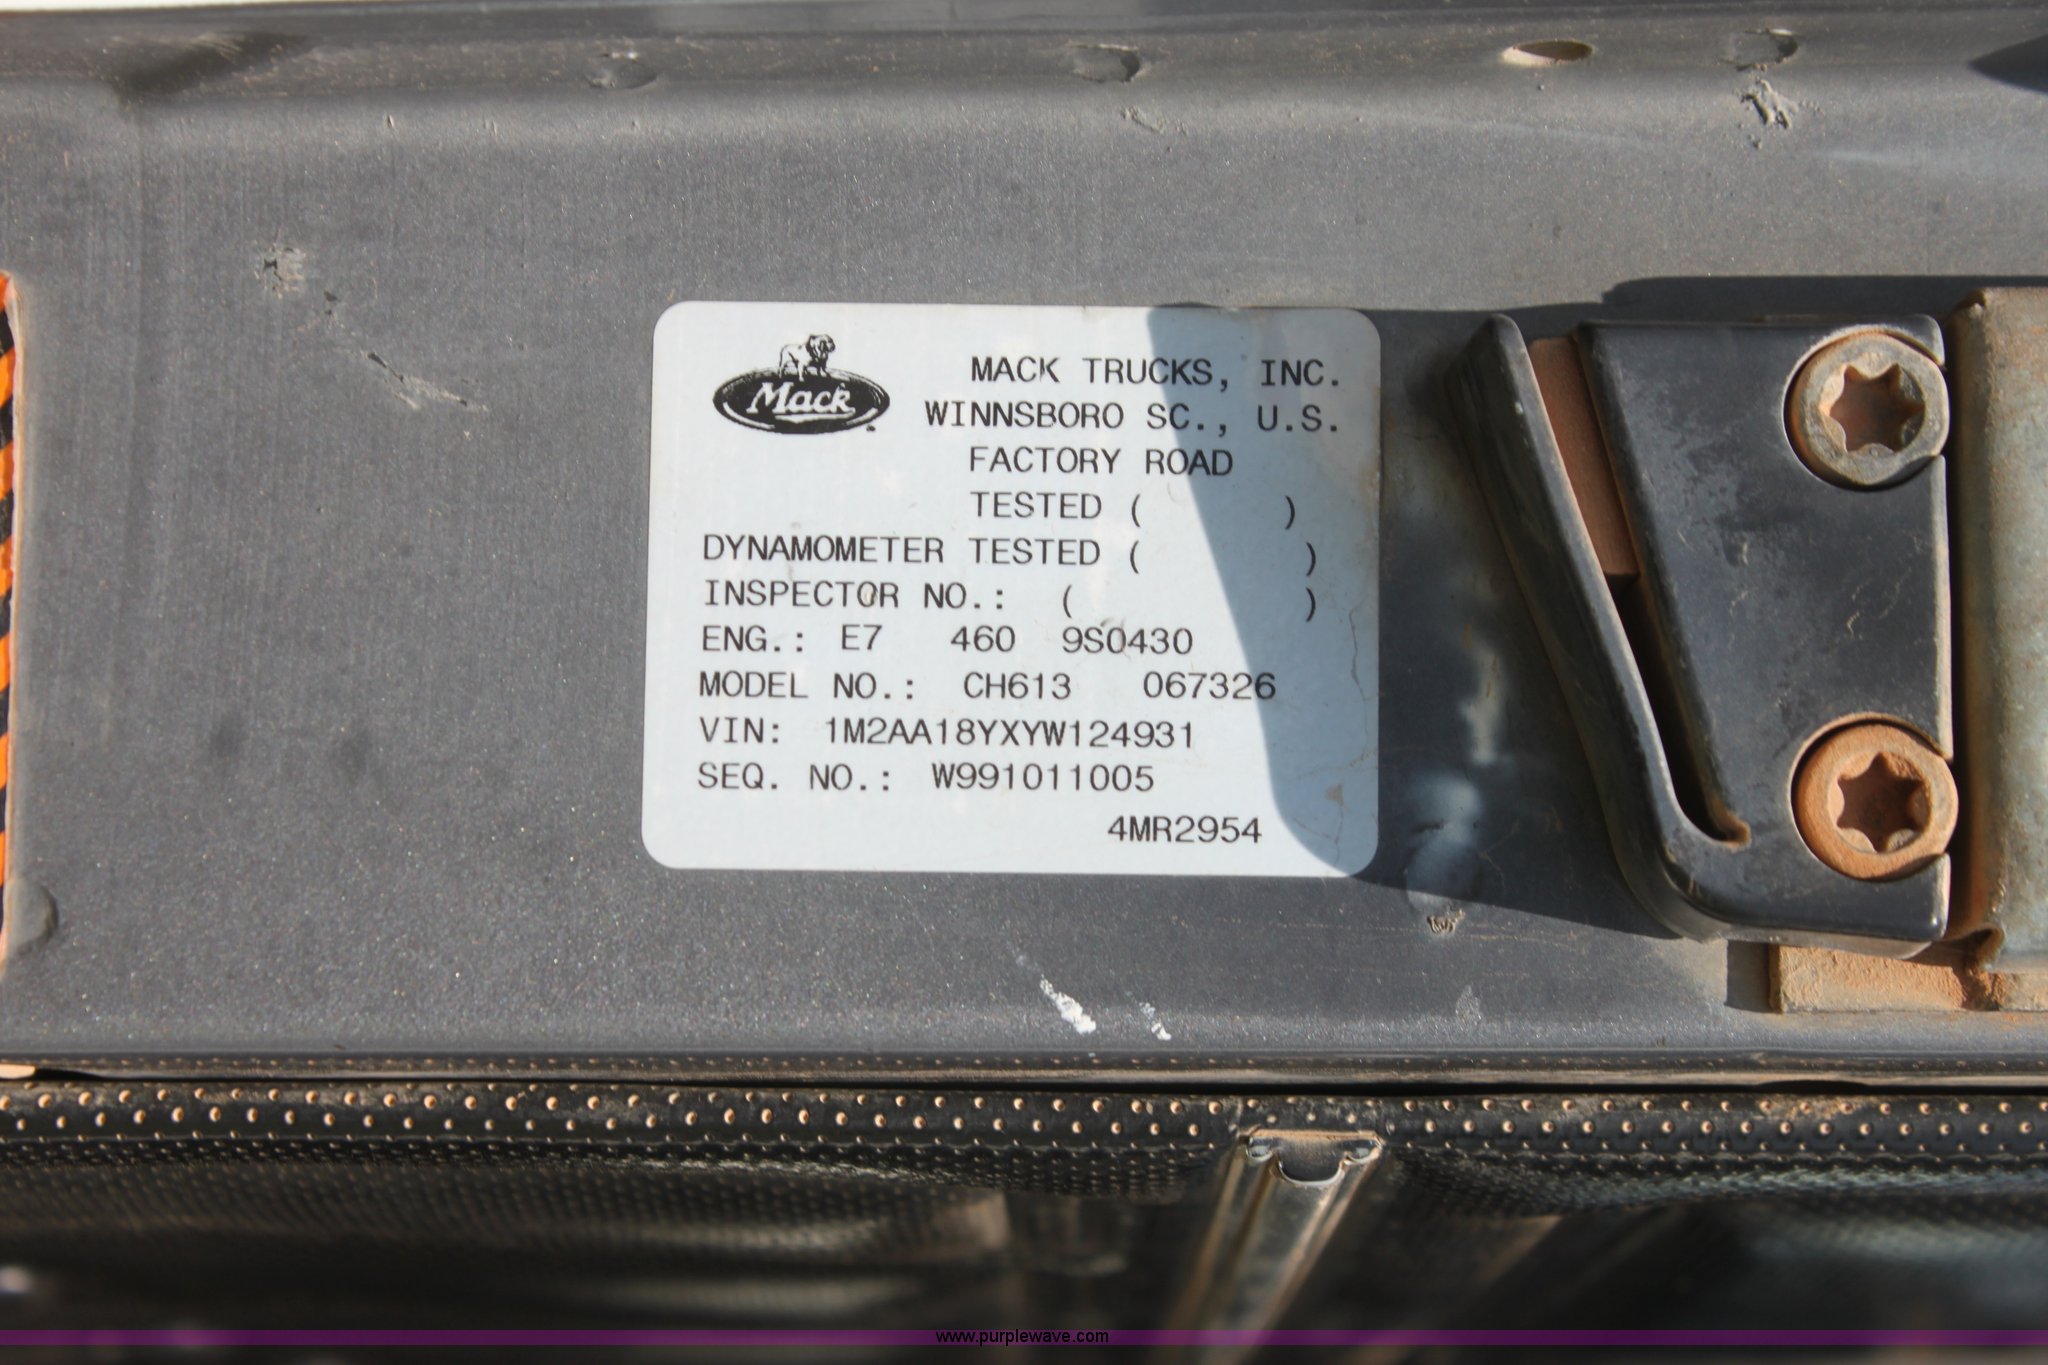 Mack
MACK TRUCKS, INC.
WINNSBORO SC., U.S.
FACTORY ROAD
TESTED ( )
DYNAMOMETER TESTED ( )
INSPECTOR NO.: ( )
ENG.: E7 460 9S0430
MODEL NO.: CH613 067326
VIN: 1M2AA18YXYW124931
SEQ. NO.: W991011005
4MR2954
www.purplewave.com